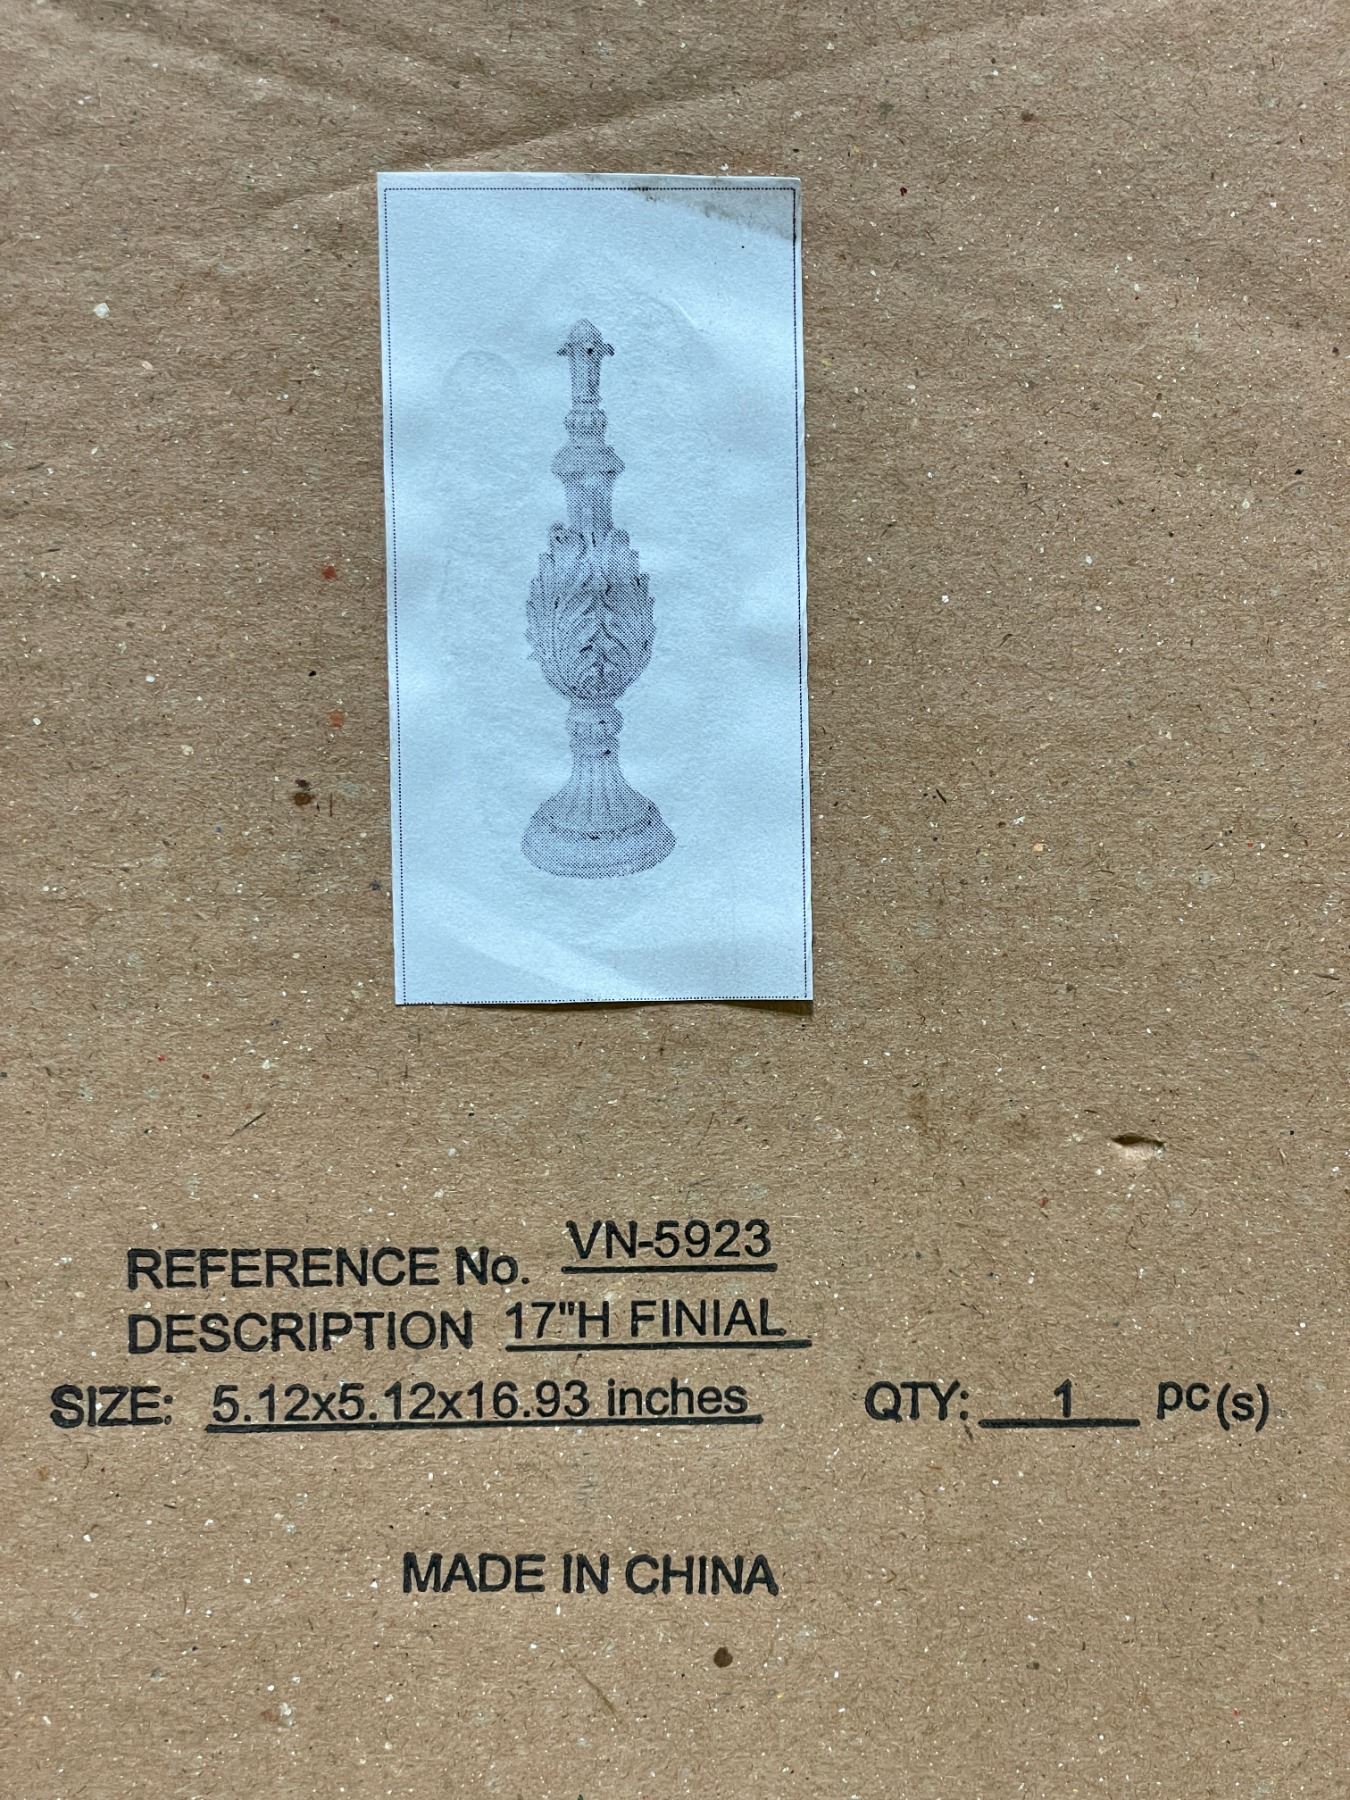 REFERENCE No. VN-5923
DESCRIPTION 17"H FINIAL
SIZE: 5.12x5.12x16.93 inches QTY: 1 pc(s)
MADE IN CHINA